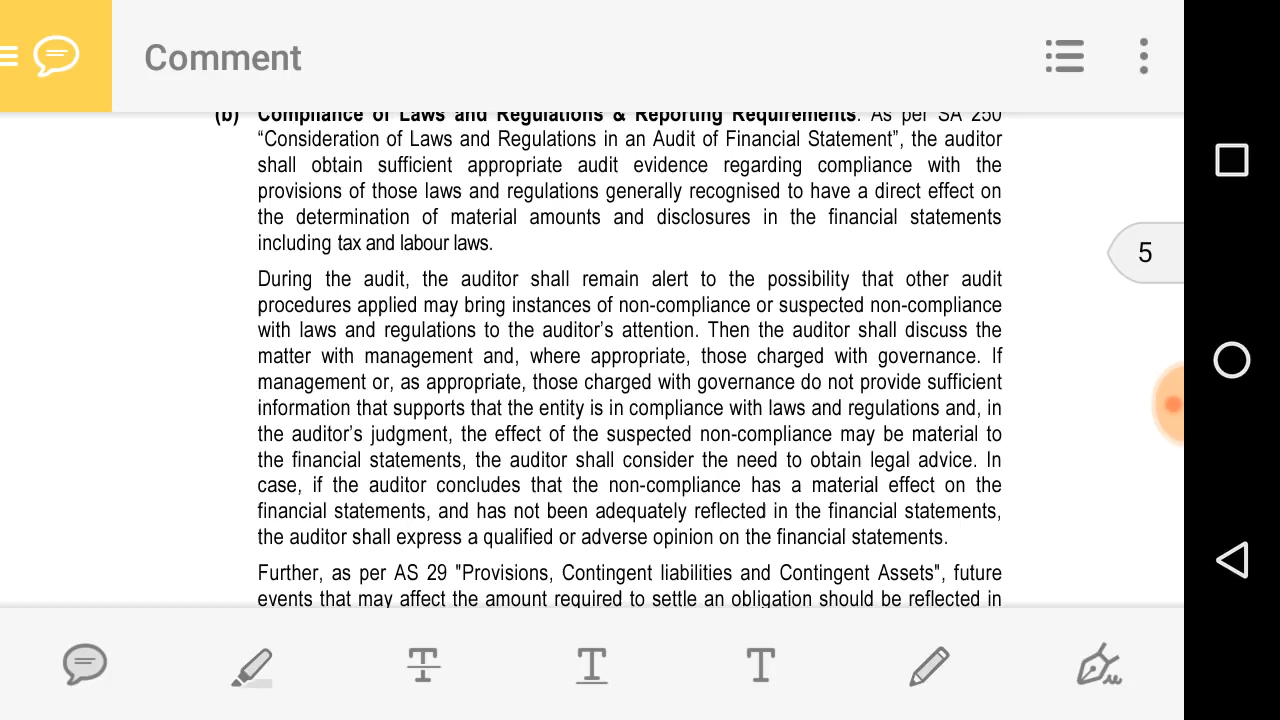 Comment
(b) Compliance of Laws and Regulations & Reporting Requirements: As per SA 250
“Consideration of Laws and Regulations in an Audit of Financial Statement”, the auditor
shall obtain sufficient appropriate audit evidence regarding compliance with the
provisions of those laws and regulations generally recognised to have a direct effect on
the determination of material amounts and disclosures in the financial statements
including tax and labour laws.
5
During the audit, the auditor shall remain alert to the possibility that other audit
procedures applied may bring instances of non-compliance or suspected non-compliance
with laws and regulations to the auditor’s attention. Then the auditor shall discuss the
matter with management and, where appropriate, those charged with governance. If
management or, as appropriate, those charged with governance do not provide sufficient
information that supports that the entity is in compliance with laws and regulations and, in
the auditor’s judgment, the effect of the suspected non-compliance may be material to
the financial statements, the auditor shall consider the need to obtain legal advice. In
case, if the auditor concludes that the non-compliance has a material effect on the
financial statements, and has not been adequately reflected in the financial statements,
the auditor shall express a qualified or adverse opinion on the financial statements.
Further, as per AS 29 "Provisions, Contingent liabilities and Contingent Assets", future
events that may affect the amount required to settle an obligation should be reflected in